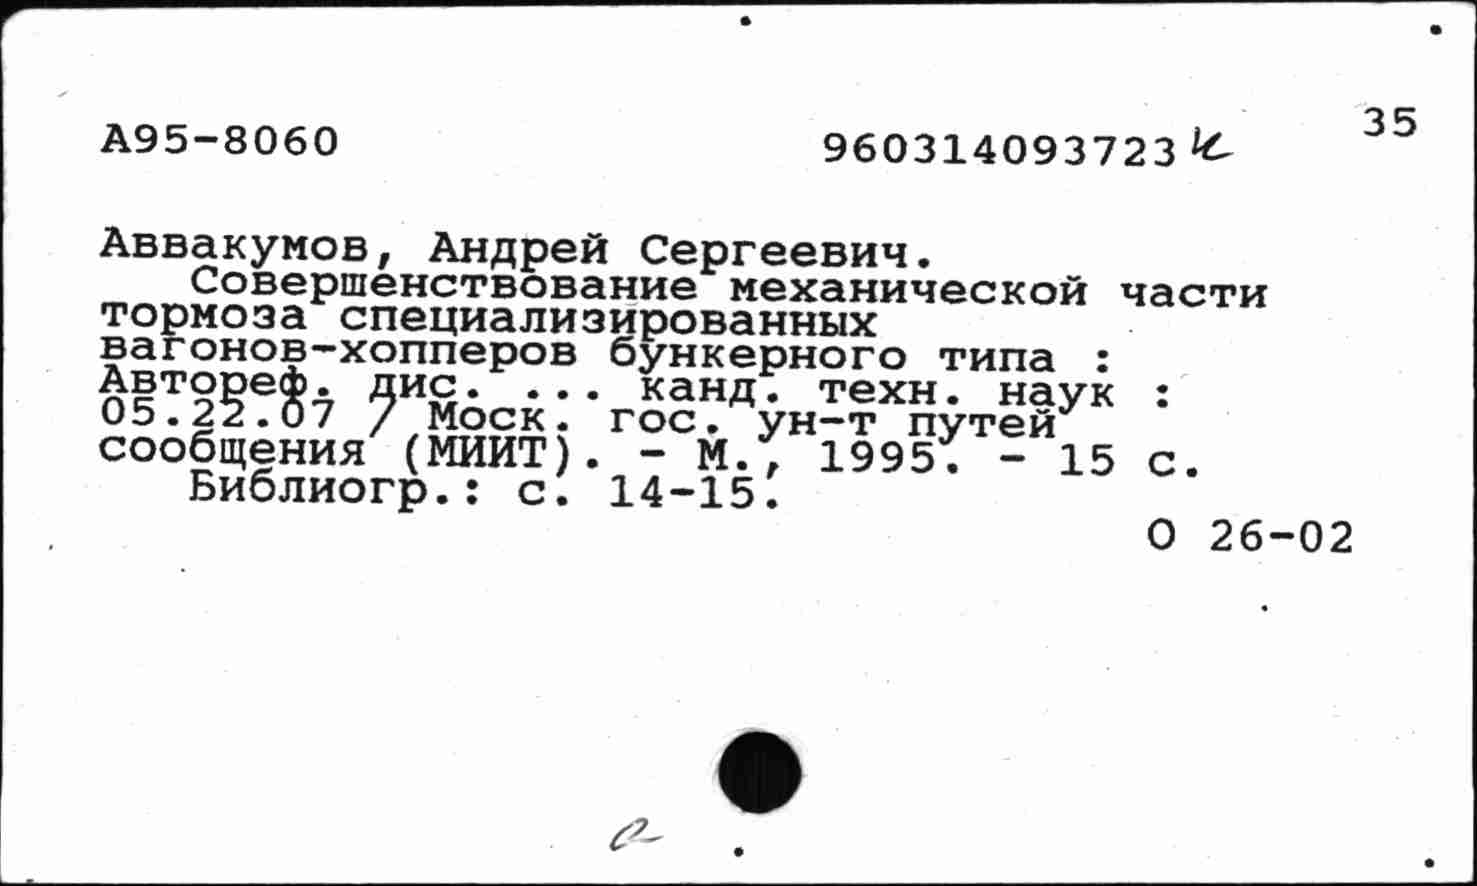 35
А95-8060 960314093723 и
Аввакумов, Андрей Сергеевич.
Совершенствование механической части
тормоза специализированных
вагонов-хопперов бункерного типа :
Автореф. дис. ... канд. техн. наук :
05.22.07 / Моск. гос. ун-т путей
сообщения (МИИТ). - М., 1995. - 15 с.
Библиогр.: с. 14-15.
О 26-02